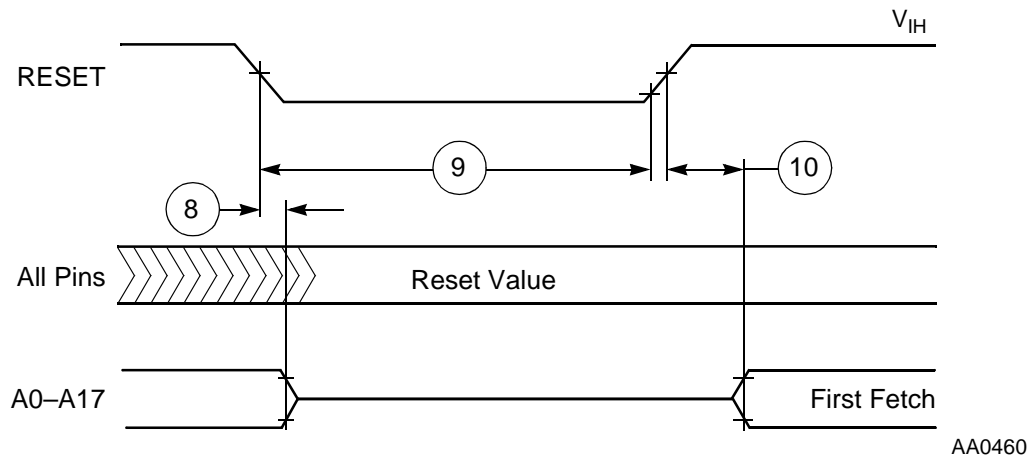 V_IH
RESET
9
10
8
All Pins
Reset Value
A0–A17
First Fetch
AA0460